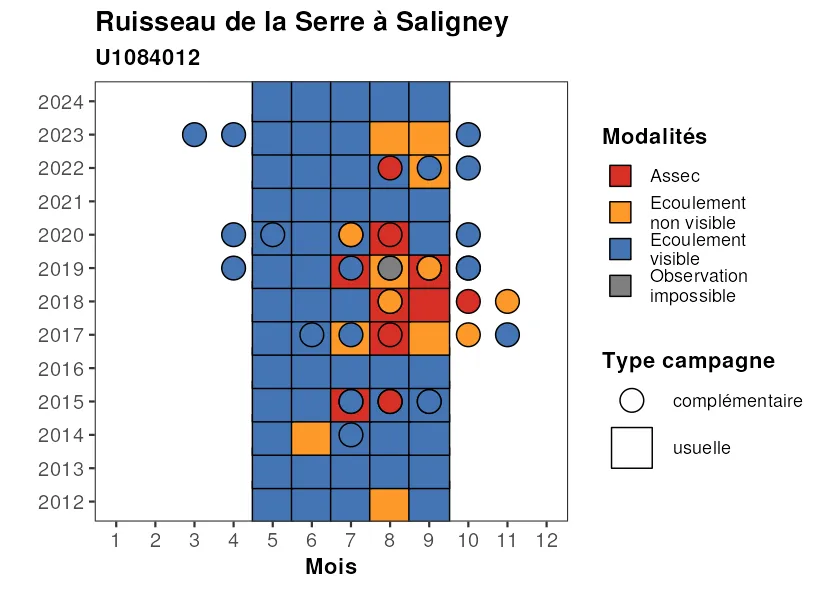 Ruisseau de la Serre à Saligney
U1084012
2024
2023
2022
2021
2020
2019
2018
2017
2016
2015
2014
2013
2012
1 2 3 4 5 6 7 8 9 10 11 12
Mois
Modalités
Assec
Ecoulement
non visible
Ecoulement
visible
Observation
impossible
Type campagne
complémentaire
usuelle